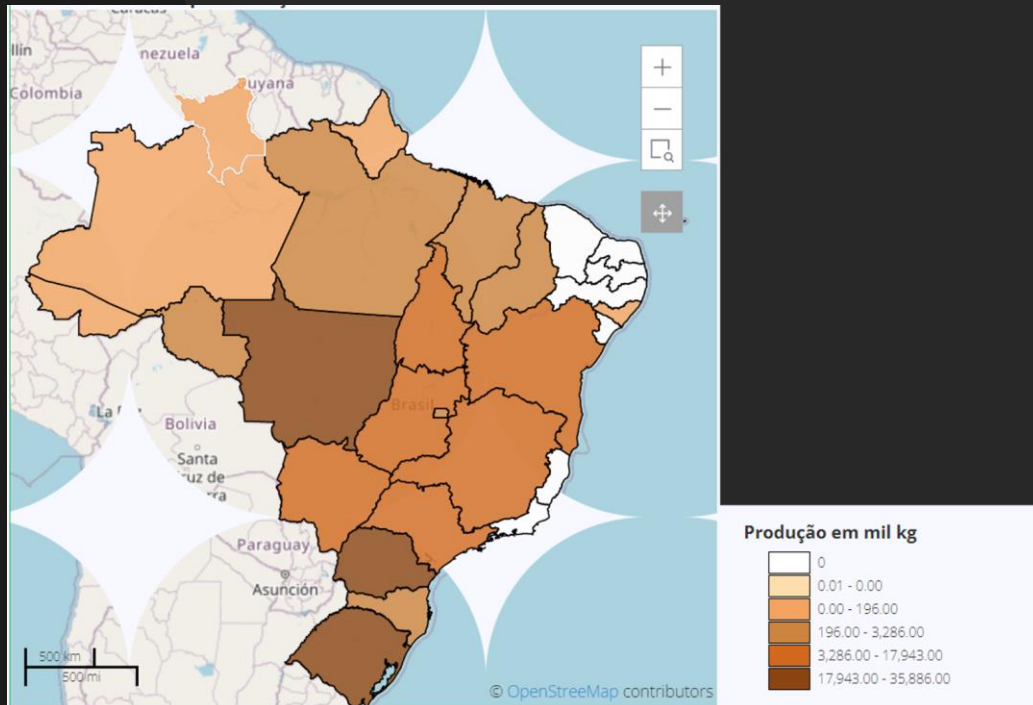 nezuela
uyana
Colombia
Brasil
Bolivia
Santa
Paraguay
Asunción
500 km
500 mi
© OpenStreetMap contributors
Produção em mil kg
0
0.01 - 0.00
0.00 - 196.00
196.00 - 3,286.00
3,286.00 - 17,943.00
17,943.00 - 35,886.00